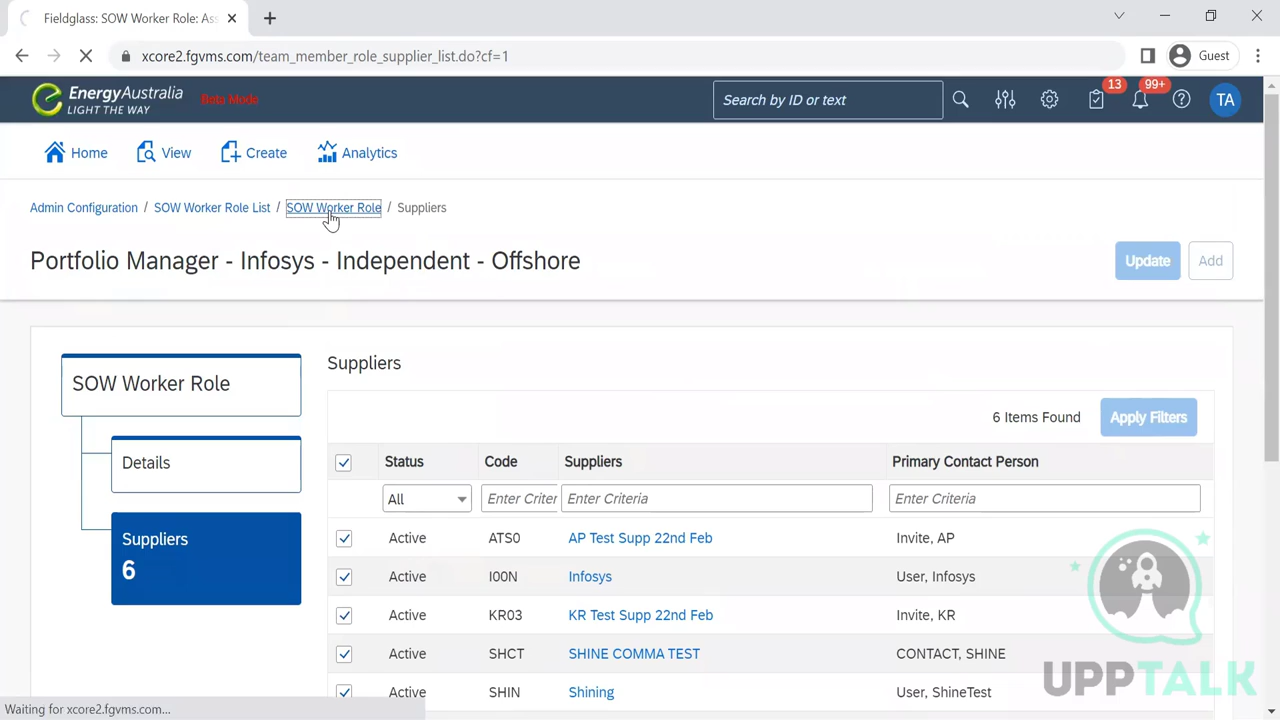 Fieldglass: SOW Worker Role: Ass
xcore2.fgvms.com/team_member_role_supplier_list.do?cf=1
Guest
EnergyAustralia
LIGHT THE WAY
Beta Mode
Search by ID or text
13
99+
TA
Home
View
Create
Analytics
Admin Configuration / SOW Worker Role List / SOW Worker Role / Suppliers
Portfolio Manager - Infosys - Independent - Offshore
Update
Add
SOW Worker Role
Details
Suppliers
6
Suppliers
6 Items Found
Apply Filters
Status Code Suppliers Primary Contact Person
All Enter Criter Enter Criteria Enter Criteria
Active ATS0 AP Test Supp 22nd Feb Invite, AP
Active I00N Infosys User, Infosys
Active KR03 KR Test Supp 22nd Feb Invite, KR
Active SHCT SHINE COMMA TEST CONTACT, SHINE
Active SHIN Shining User, ShineTest
UPPTALK
Waiting for xcore2.fgvms.com...